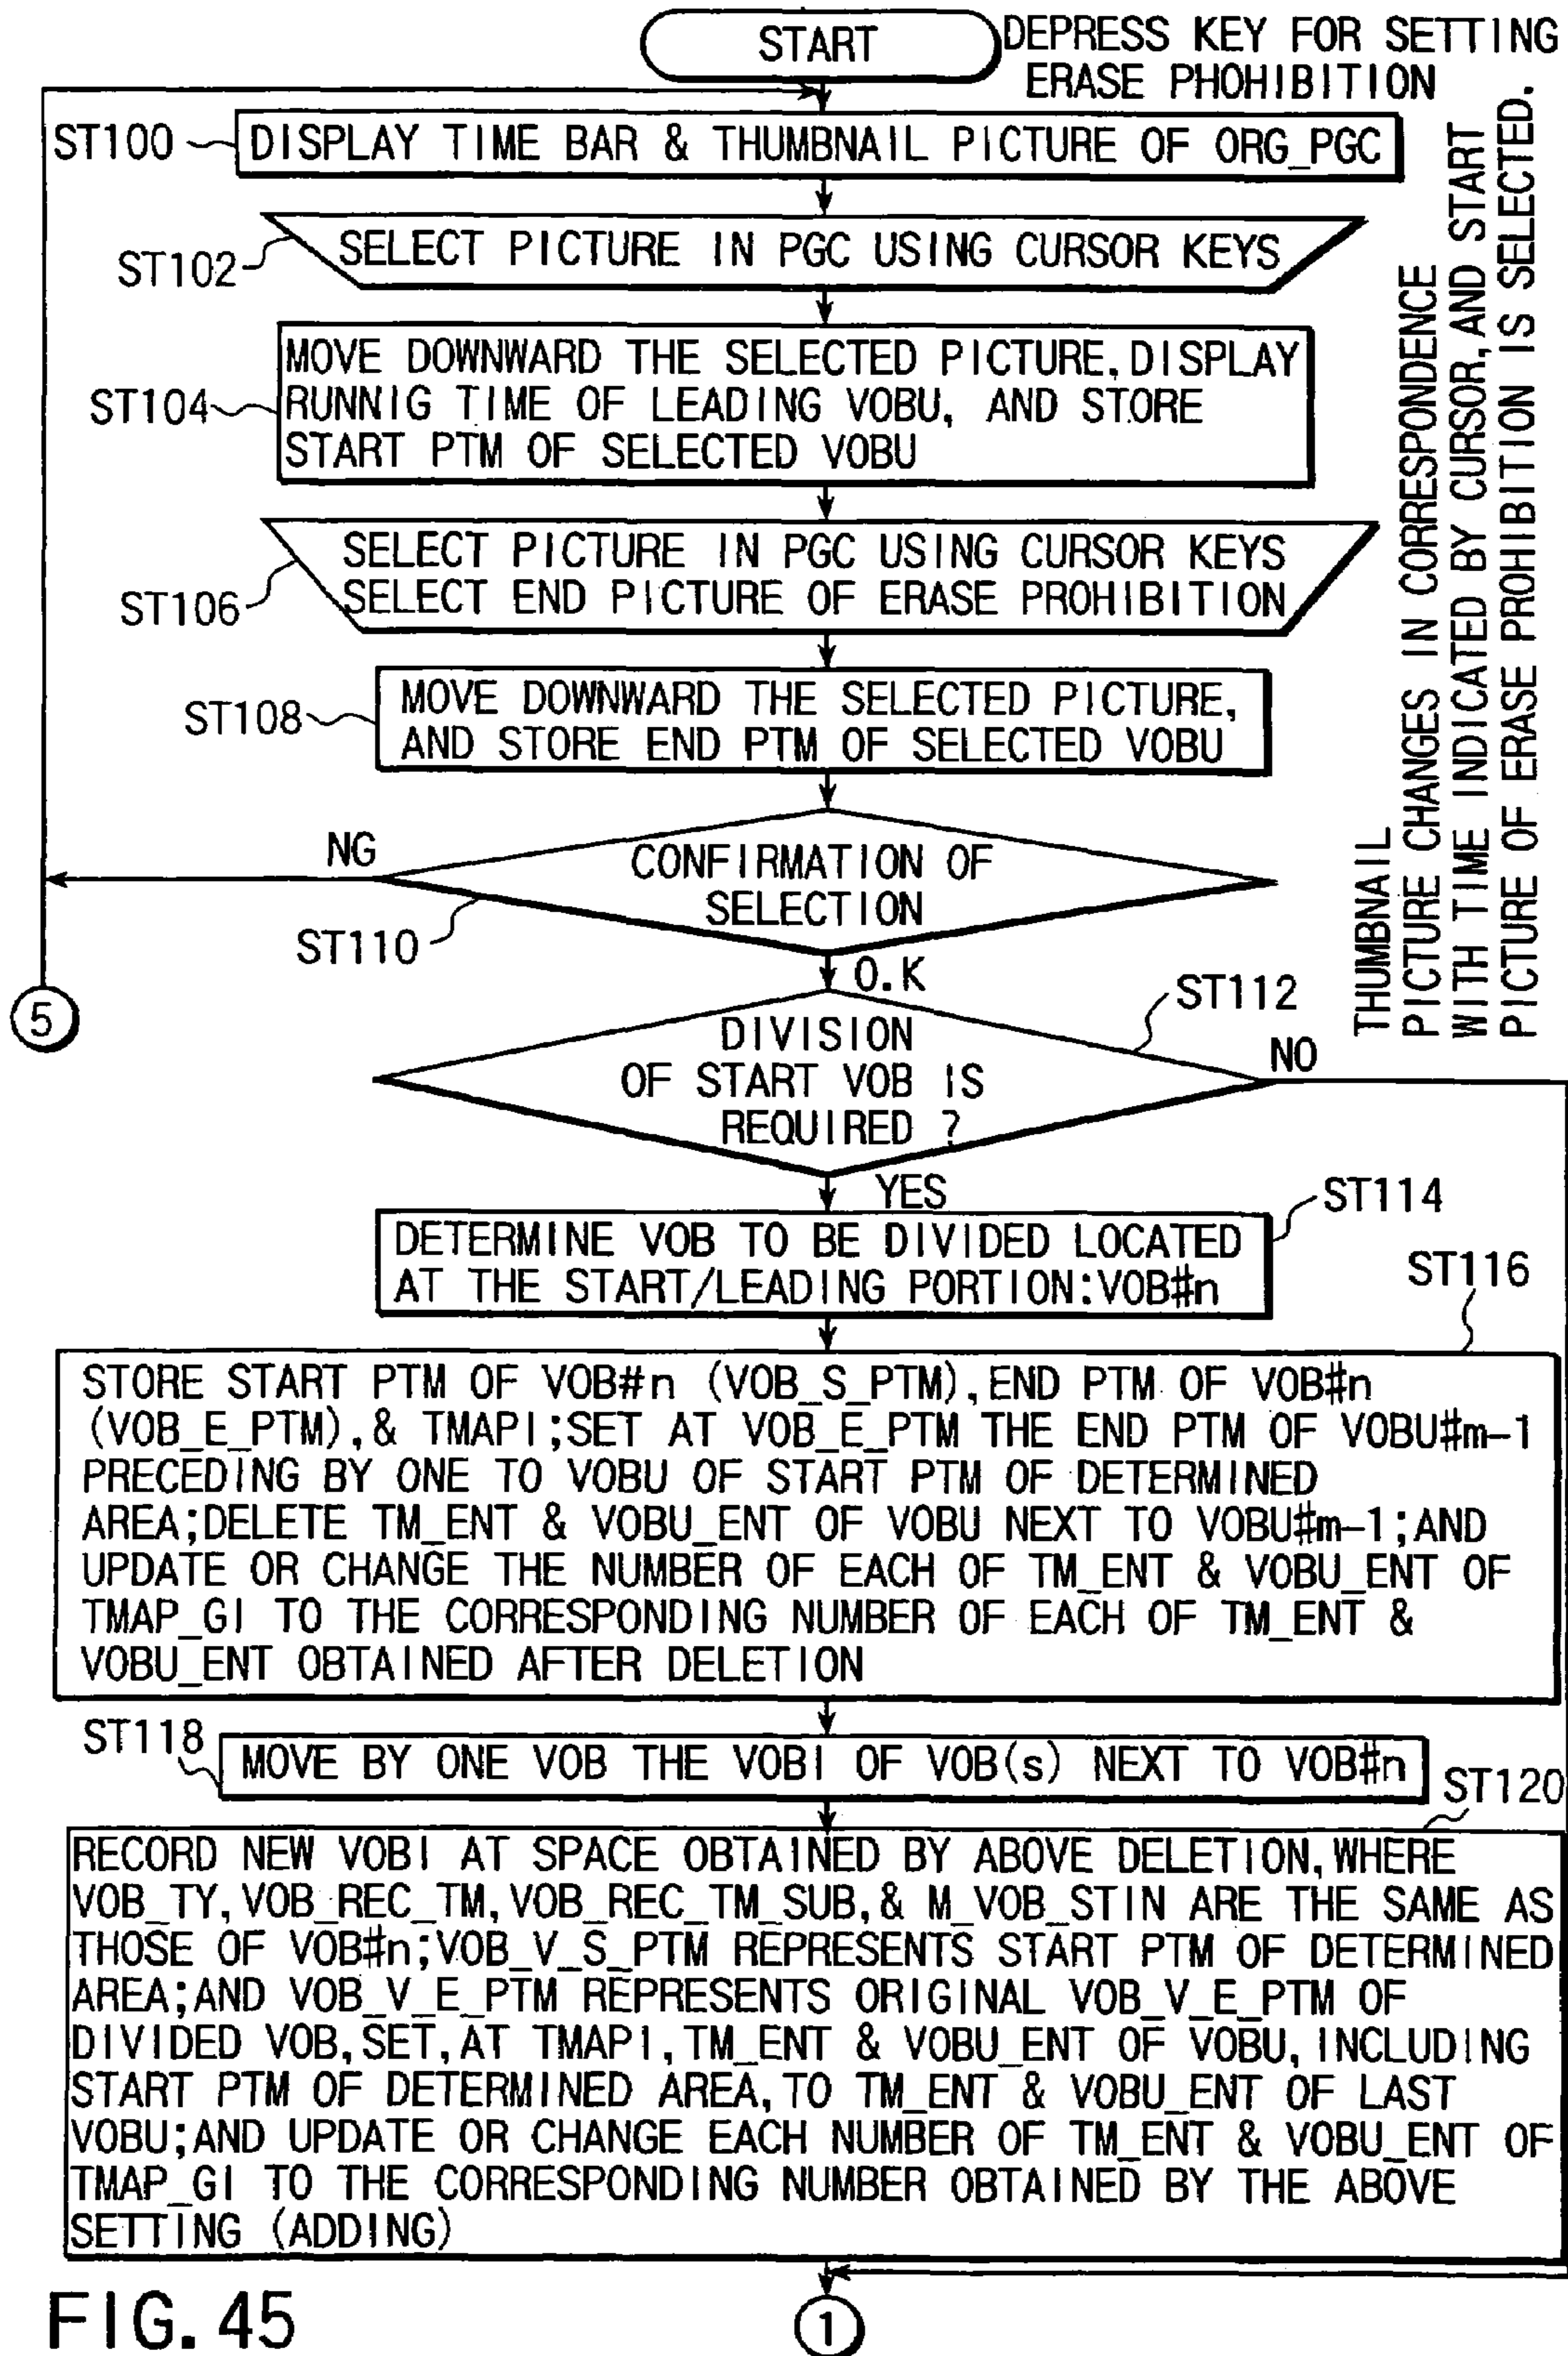 START
DEPRESS KEY FOR SETTING
ERASE PHOHIBITION
ST100
DISPLAY TIME BAR & THUMBNAIL PICTURE OF ORG_PGC
ST102
SELECT PICTURE IN PGC USING CURSOR KEYS
ST104
MOVE DOWNWARD THE SELECTED PICTURE, DISPLAY
RUNNIG TIME OF LEADING VOBU, AND STORE
START PTM OF SELECTED VOBU
ST106
SELECT PICTURE IN PGC USING CURSOR KEYS
SELECT END PICTURE OF ERASE PROHIBITION
ST108
MOVE DOWNWARD THE SELECTED PICTURE,
AND STORE END PTM OF SELECTED VOBU
THUMBNAIL
PICTURE CHANGES IN CORRESPONDENCE
WITH TIME INDICATED BY CURSOR, AND START
PICTURE OF ERASE PROHIBITION IS SELECTED.
NG
CONFIRMATION OF
SELECTION
ST110
O.K
5
ST112
DIVISION
OF START VOB IS
REQUIRED ?
NO
YES
ST114
DETERMINE VOB TO BE DIVIDED LOCATED
AT THE START/LEADING PORTION:VOB#n
ST116
STORE START PTM OF VOB#n (VOB_S_PTM), END PTM OF VOB#n
(VOB_E_PTM), & TMAPI;SET AT VOB_E_PTM THE END PTM OF VOBU#m-1
PRECEDING BY ONE TO VOBU OF START PTM OF DETERMINED
AREA;DELETE TM_ENT & VOBU_ENT OF VOBU NEXT TO VOBU#m-1;AND
UPDATE OR CHANGE THE NUMBER OF EACH OF TM_ENT & VOBU_ENT OF
TMAP_GI TO THE CORRESPONDING NUMBER OF EACH OF TM_ENT &
VOBU_ENT OBTAINED AFTER DELETION
ST118
MOVE BY ONE VOB THE VOBI OF VOB(s) NEXT TO VOB#n
ST120
RECORD NEW VOBI AT SPACE OBTAINED BY ABOVE DELETION, WHERE
VOB_TY, VOB_REC_TM, VOB_REC_TM_SUB, & M_VOB_STIN ARE THE SAME AS
THOSE OF VOB#n;VOB_V_S_PTM REPRESENTS START PTM OF DETERMINED
AREA;AND VOB_V_E_PTM REPRESENTS ORIGINAL VOB_V_E_PTM OF
DIVIDED VOB, SET, AT TMAPI, TM_ENT & VOBU_ENT OF VOBU, INCLUDING
START PTM OF DETERMINED AREA, TO TM_ENT & VOBU_ENT OF LAST
VOBU;AND UPDATE OR CHANGE EACH NUMBER OF TM_ENT & VOBU_ENT OF
TMAP_GI TO THE CORRESPONDING NUMBER OBTAINED BY THE ABOVE
SETTING (ADDING)
FIG. 45
1